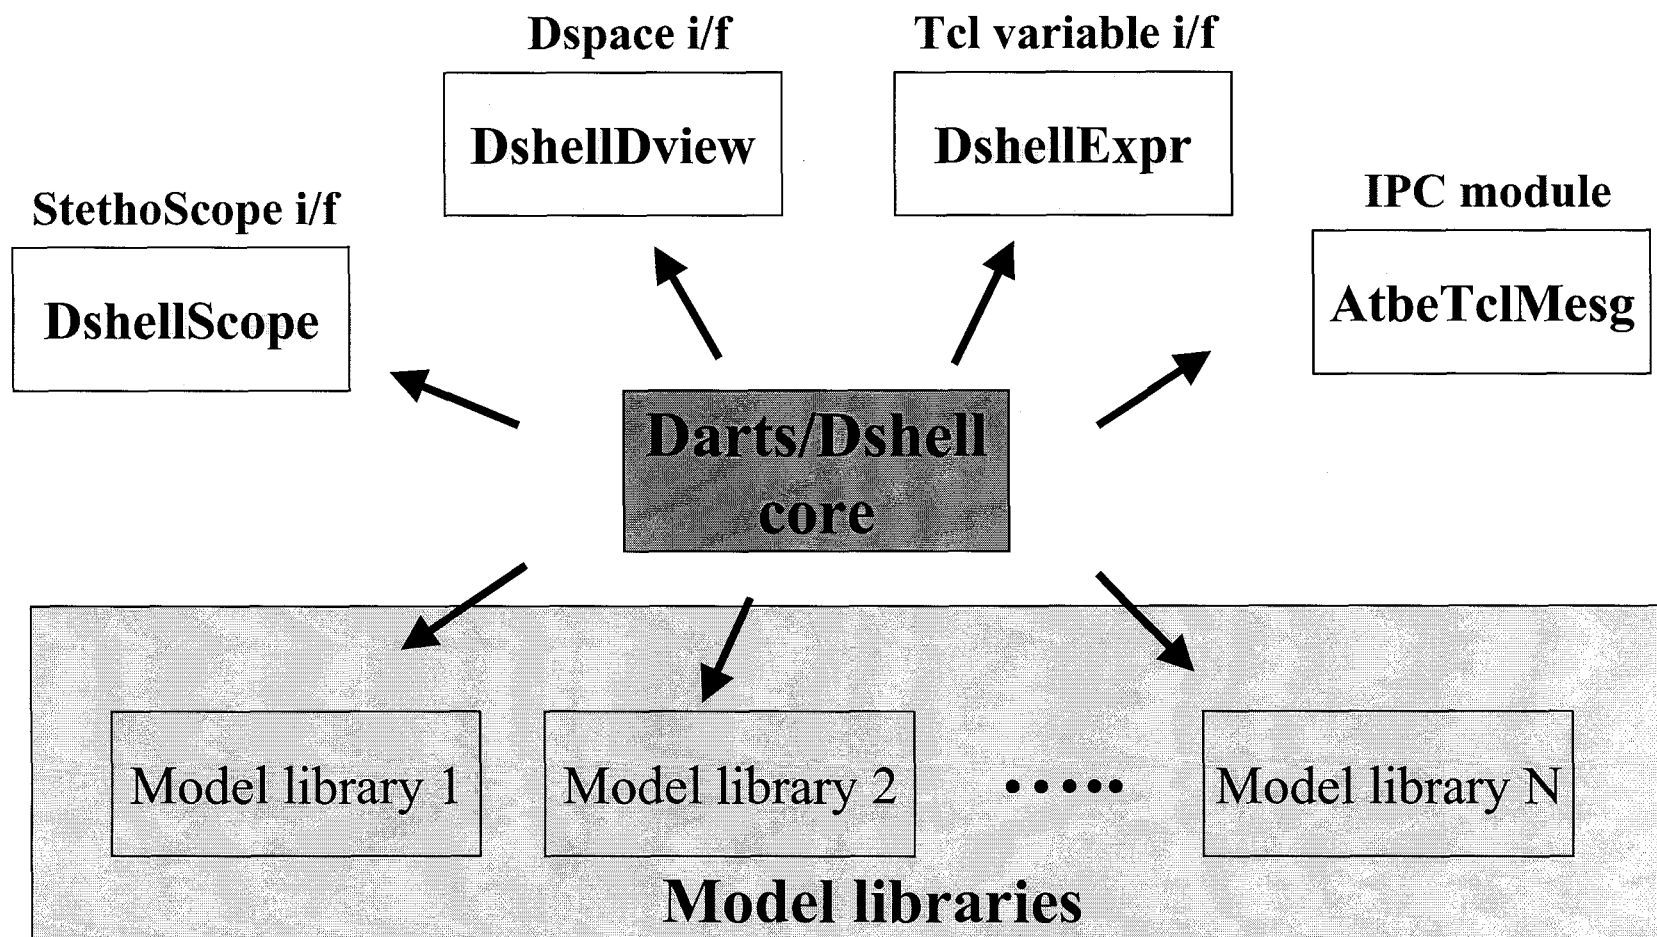 Dspace i/f
DshellDview
Tcl variable i/f
DshellExpr
StethoScope i/f
DshellScope
IPC module
AtbeTclMesg
Darts/Dshell
core
Model library 1
Model library 2
•••••
Model library N
Model libraries